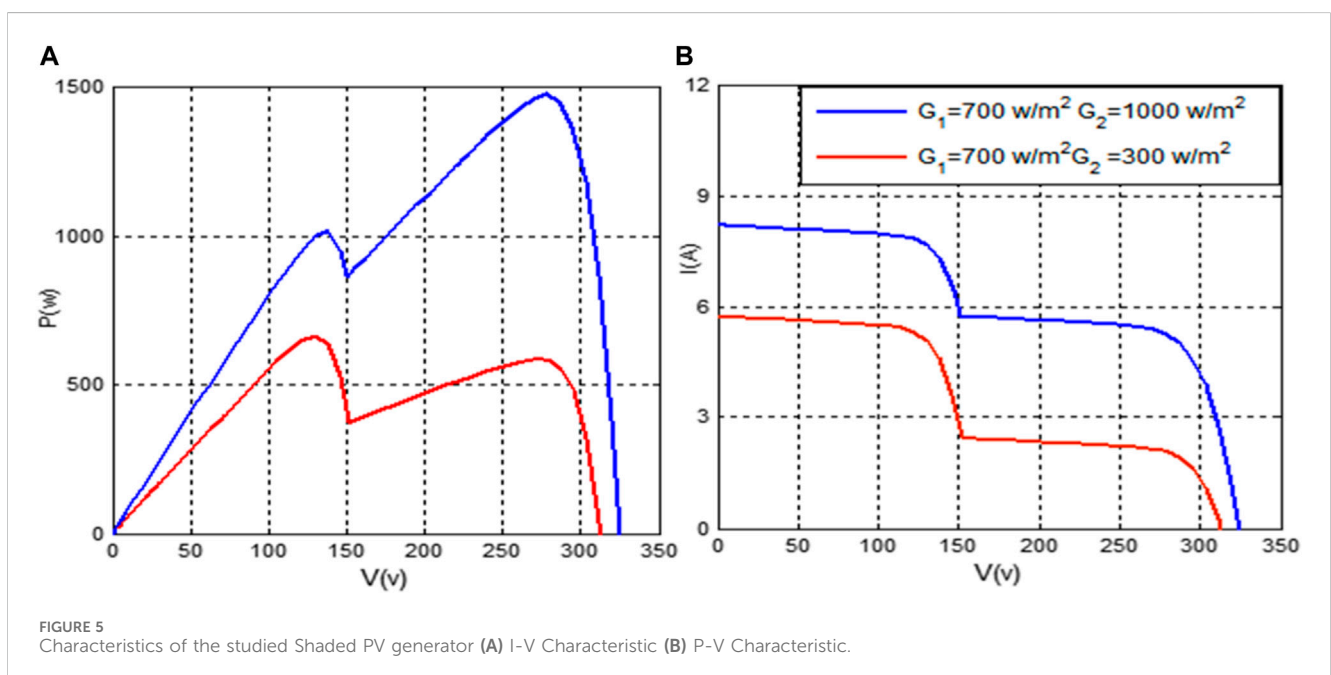 A
B
1500
1000
500
0
P(w)
0 50 100 150 200 250 300 350
V(v)
12
9
6
3
0
I(A)
G₁=700 w/m² G₂=1000 w/m²
G₁=700 w/m²G₂ =300 w/m²
0 50 100 150 200 250 300 350
V(v)
FIGURE 5
Characteristics of the studied Shaded PV generator (A) I-V Characteristic (B) P-V Characteristic.